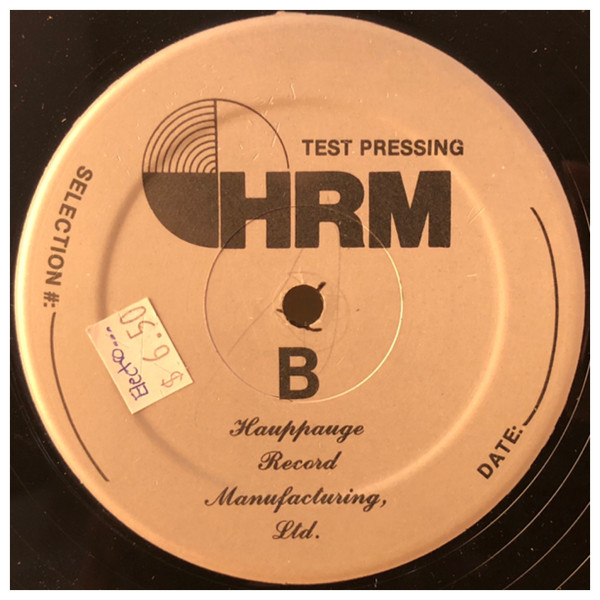 TEST PRESSING
HRM
SELECTION #:
Electro...
$ 6.50
B
DATE:
Hauppauge
Record
Manufacturing,
Ltd.